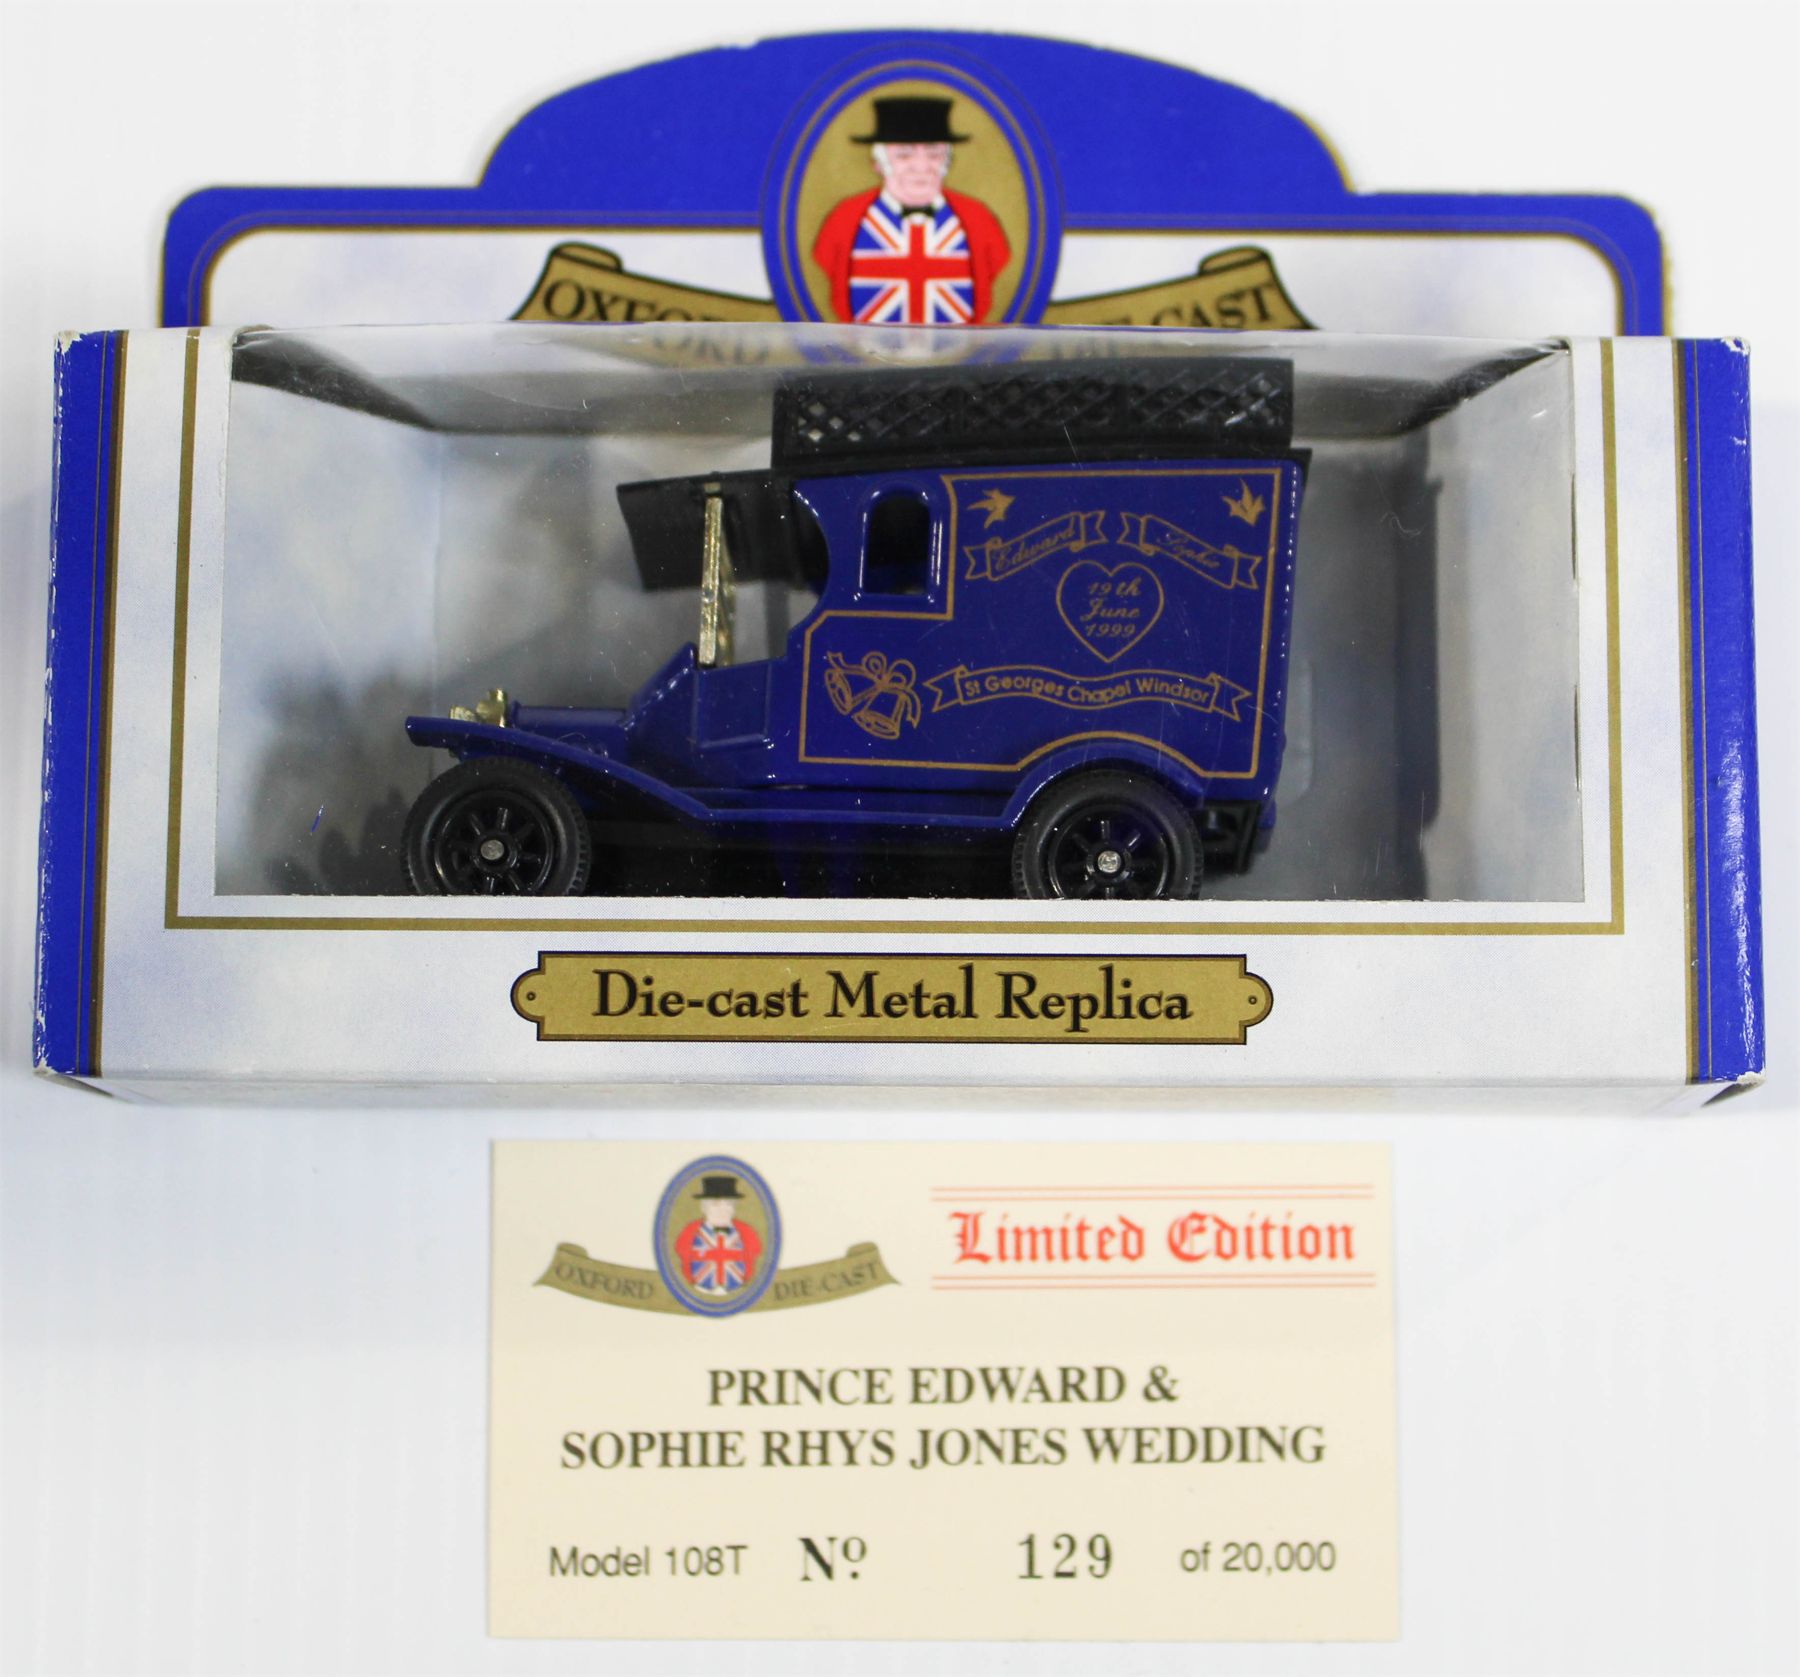 OXFORD DIE-CAST
Edward Sophie
19th
June
1999
St Georges Chapel Windsor
Die-cast Metal Replica
OXFORD DIE-CAST
Limited Edition
PRINCE EDWARD &
SOPHIE RHYS JONES WEDDING
Model 108T Nº. 129 of 20,000